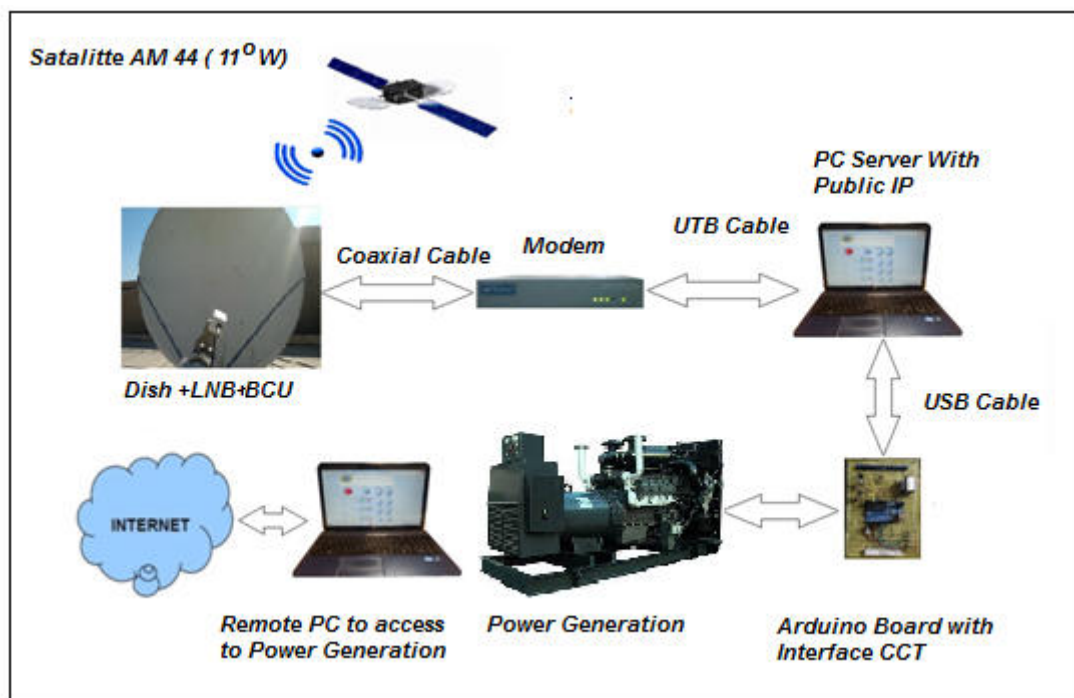 Satalitte AM 44 ( 11° W)
PC Server With
Public IP
UTB Cable
Modem
Coaxial Cable
Dish +LNB+BCU
USB Cable
INTERNET
Remote PC to access
to Power Generation
Power Generation
Arduino Board with
Interface CCT